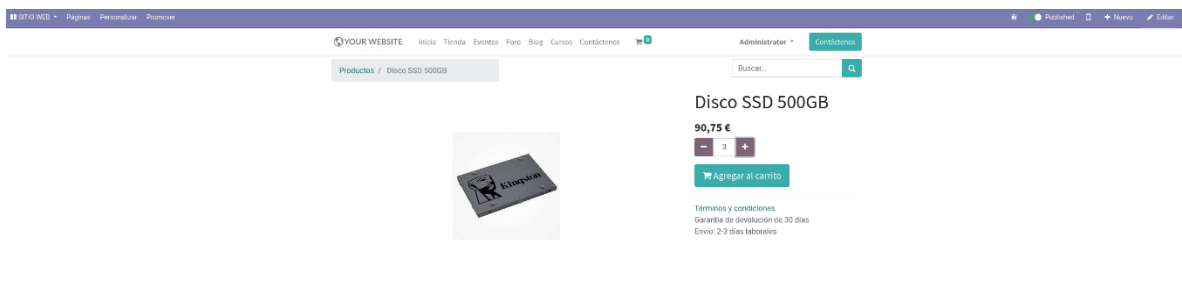 SITIO WEB Páginas Personalizar Promover Published + Nuevo Editar
YOUR WEBSITE Inicio Tienda Eventos Foro Blog Cursos Contáctenos 0 Administrator Contáctenos
Productos / Disco SSD 500GB Buscar...
Disco SSD 500GB
90,75 €
- 3 +
Kingston
Agregar al carrito
Términos y condiciones
Garantía de devolución de 30 días
Envío: 2-3 días laborales